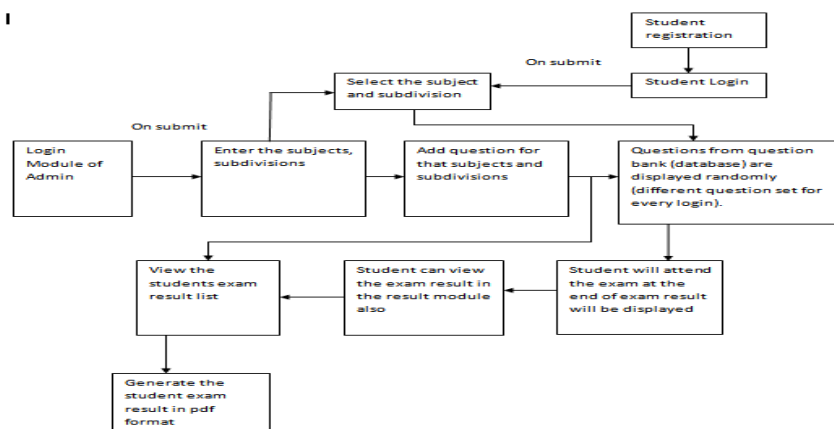 I
Student
registration
On submit
Student Login
Select the subject
and subdivision
On submit
Login
Module of
Admin
Enter the subjects,
subdivisions
Add question for
that subjects and
subdivisions
Questions from question
bank (database) are
displayed randomly
(different question set for
every login).
View the
students exam
result list
Student can view
the exam result in
the result module
also
Student will attend
the exam at the
end of exam result
will be displayed
Generate the
student exam
result in pdf
format